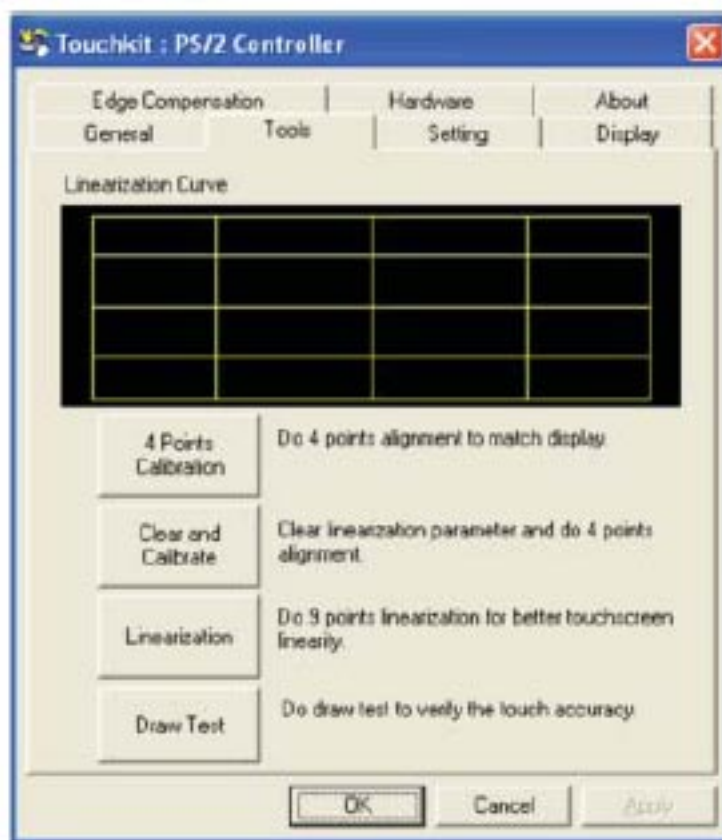 Touchkit : PS/2 Controller
Edge Compensation Hardware About
General Tools Setting Display
Linearization Curve
4 Points
Calibration
Do 4 points alignment to match display.
Clear and
Calibrate
Clear linearization parameter and do 4 points
alignment.
Linearization
Do 9 points linearization for better touchscreen
linearity.
Draw Test
Do draw test to verify the touch accuracy.
OK Cancel Apply